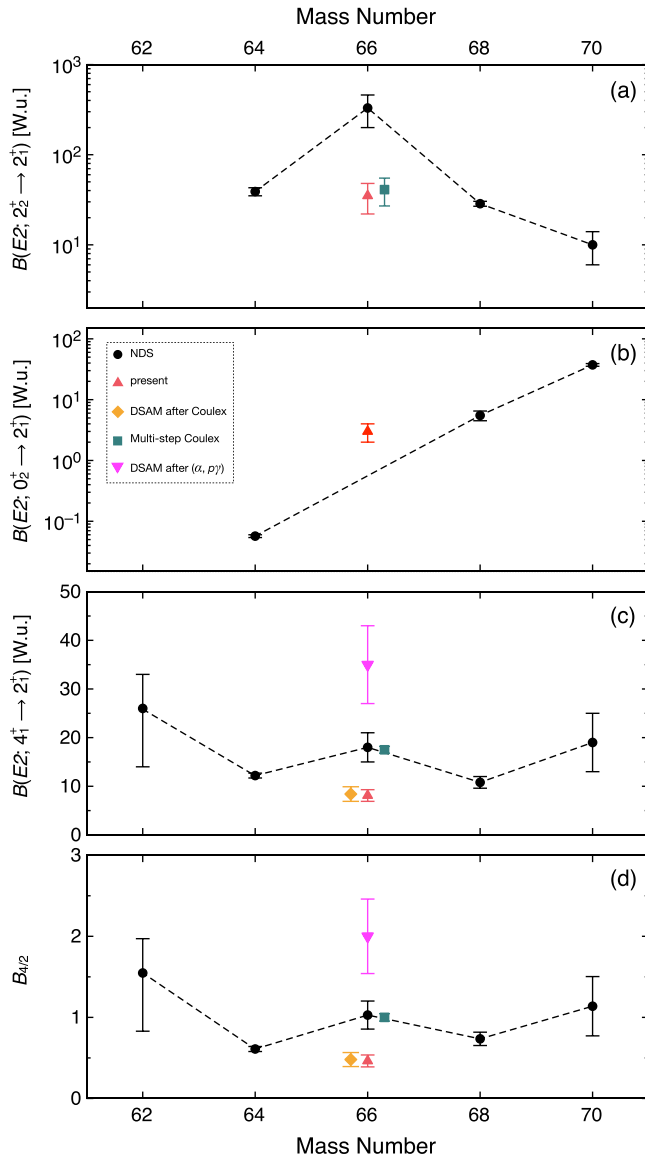 Mass Number
62 64 66 68 70
(a)
10³
10²
10¹
B(E2; 2₂⁺ → 2₁⁺) [W.u.]
(b)
10²
10¹
10⁰
10⁻¹
B(E2; 0₂⁺ → 2₁⁺) [W.u.]
NDS
present
DSAM after Coulex
Multi-step Coulex
DSAM after (α, pγ)
(c)
50
40
30
20
10
0
B(E2; 4₁⁺ → 2₁⁺) [W.u.]
(d)
3
2
1
0
B₄/₂
62 64 66 68 70
Mass Number